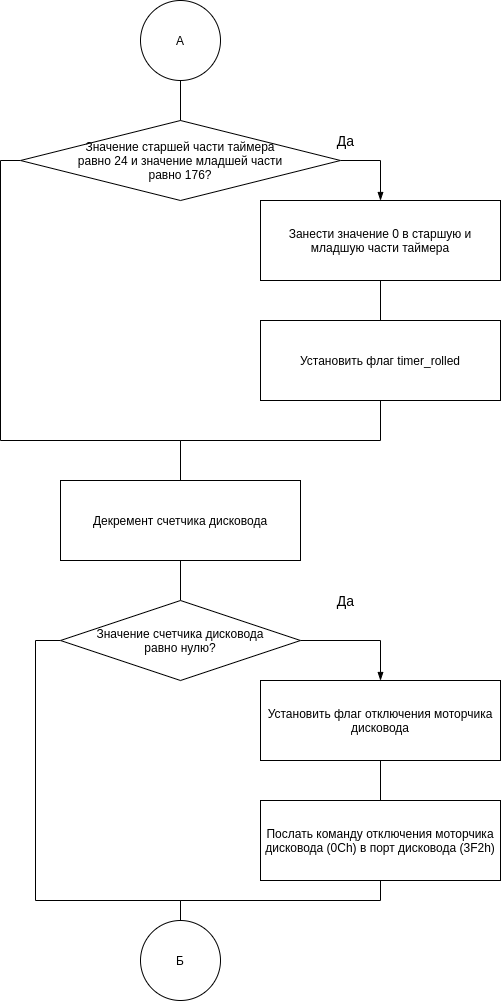 А
Значение старшей части таймера
равно 24 и значение младшей части
равно 176?
Да
Занести значение 0 в старшую и
младшую части таймера
Установить флаг timer_rolled
Декремент счетчика дисковода
Да
Значение счетчика дисковода
равно нулю?
Установить флаг отключения моторчика
дисковода
Послать команду отключения моторчика
дисковода (0Ch) в порт дисковода (3F2h)
Б